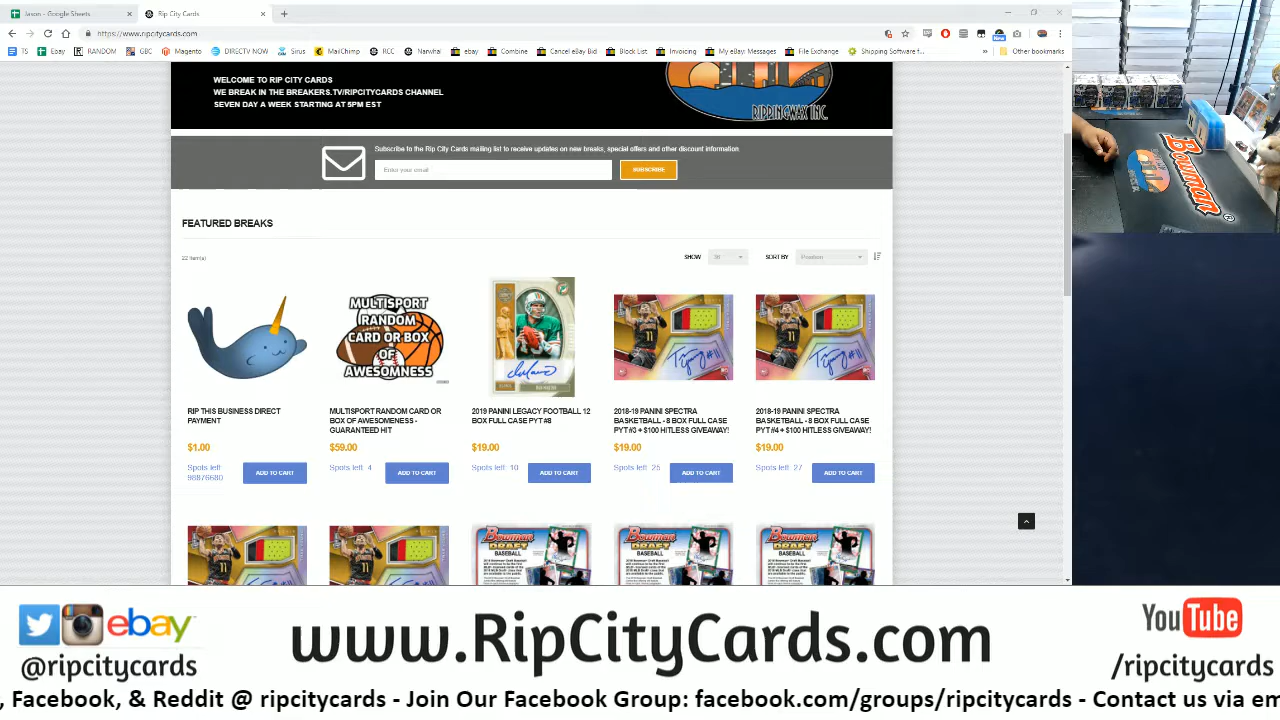 Jason - Google Sheets
Rip City Cards
https://www.ripcitycards.com
TS
Ebay
RANDOM
GBC
Magento
DIRECTV NOW
Sirius
MailChimp
RCC
Narwhal
ebay
Combine
Cancel eBay Bid
Block List
Invoicing
My eBay: Messages
File Exchange
Shipping Software f...
»
Other bookmarks
WELCOME TO RIP CITY CARDS
WE BREAK IN THE BREAKERS.TV/RIPCITYCARDS CHANNEL
SEVEN DAY A WEEK STARTING AT 5PM EST
RIPPINGWAX INC.
Subscribe to the Rip City Cards mailing list to receive updates on new breaks, special offers and other discount information.
Enter your email
SUBSCRIBE
FEATURED BREAKS
22 Item(s)
SHOW
36
SORT BY
Position
MULTISPORT
RANDOM
CARD OR BOX
OF
AWESOMNESS
RIP THIS BUSINESS DIRECT
PAYMENT
$1.00
Spots left:
98876680
ADD TO CART
MULTISPORT RANDOM CARD OR
BOX OF AWESOMENESS -
GUARANTEED HIT
$59.00
Spots left: 4
ADD TO CART
2019 PANINI LEGACY FOOTBALL 12
BOX FULL CASE PYT #8
$19.00
Spots left: 10
ADD TO CART
2018-19 PANINI SPECTRA
BASKETBALL - 8 BOX FULL CASE
PYT #3 + $100 HITLESS GIVEAWAY!
$19.00
Spots left: 25
ADD TO CART
2018-19 PANINI SPECTRA
BASKETBALL - 8 BOX FULL CASE
PYT #4 + $100 HITLESS GIVEAWAY!
$19.00
Spots left: 27
ADD TO CART
Bowman
DRAFT
BASEBALL
Bowman
DRAFT
BASEBALL
Bowman
DRAFT
BASEBALL
Bowman
ebay
@ripcitycards
www.RipCityCards.com
YouTube
/ripcitycards
, Facebook, & Reddit @ ripcitycards - Join Our Facebook Group: facebook.com/groups/ripcitycards - Contact us via em